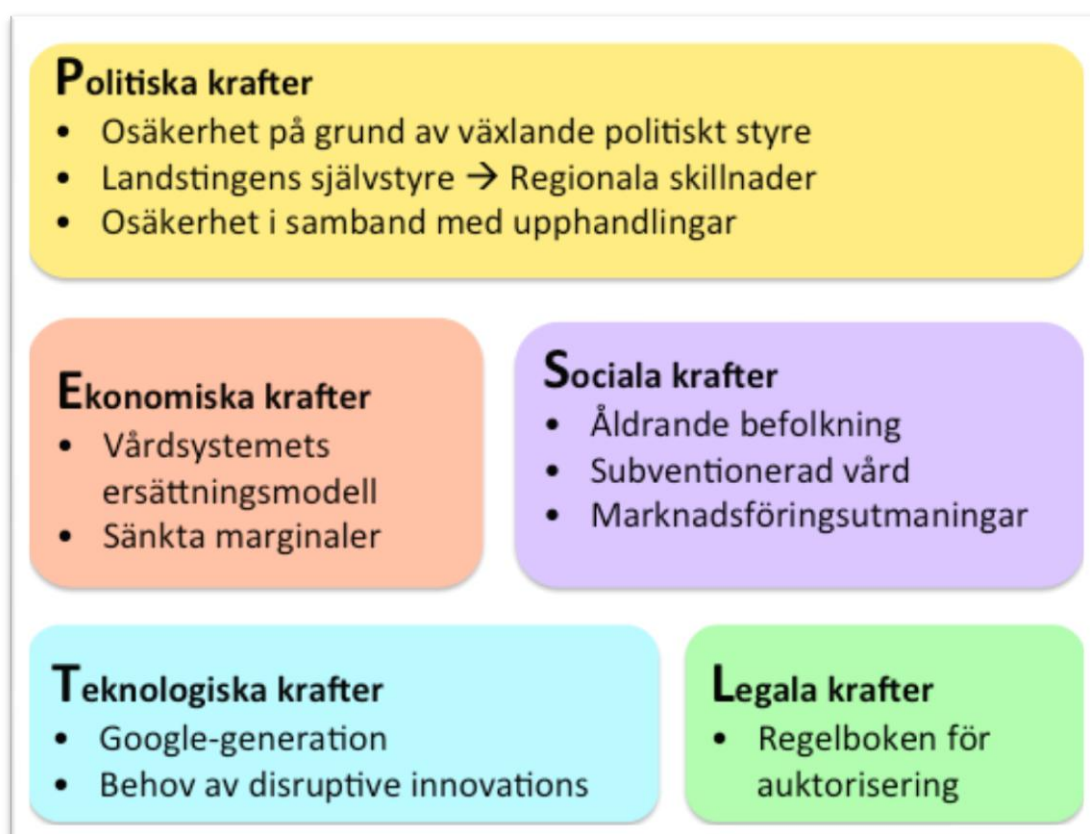 Politiska krafter
• Osäkerhet på grund av växlande politiskt styre
• Landstingens självstyre → Regionala skillnader
• Osäkerhet i samband med upphandlingar
Ekonomiska krafter
• Vårdsystemets
ersättningsmodell
• Sänkta marginaler
Sociala krafter
• Åldrande befolkning
• Subventionerad vård
• Marknadsföringsutmaningar
Teknologiska krafter
• Google-generation
• Behov av disruptive innovations
Legala krafter
• Regelboken för
auktorisering